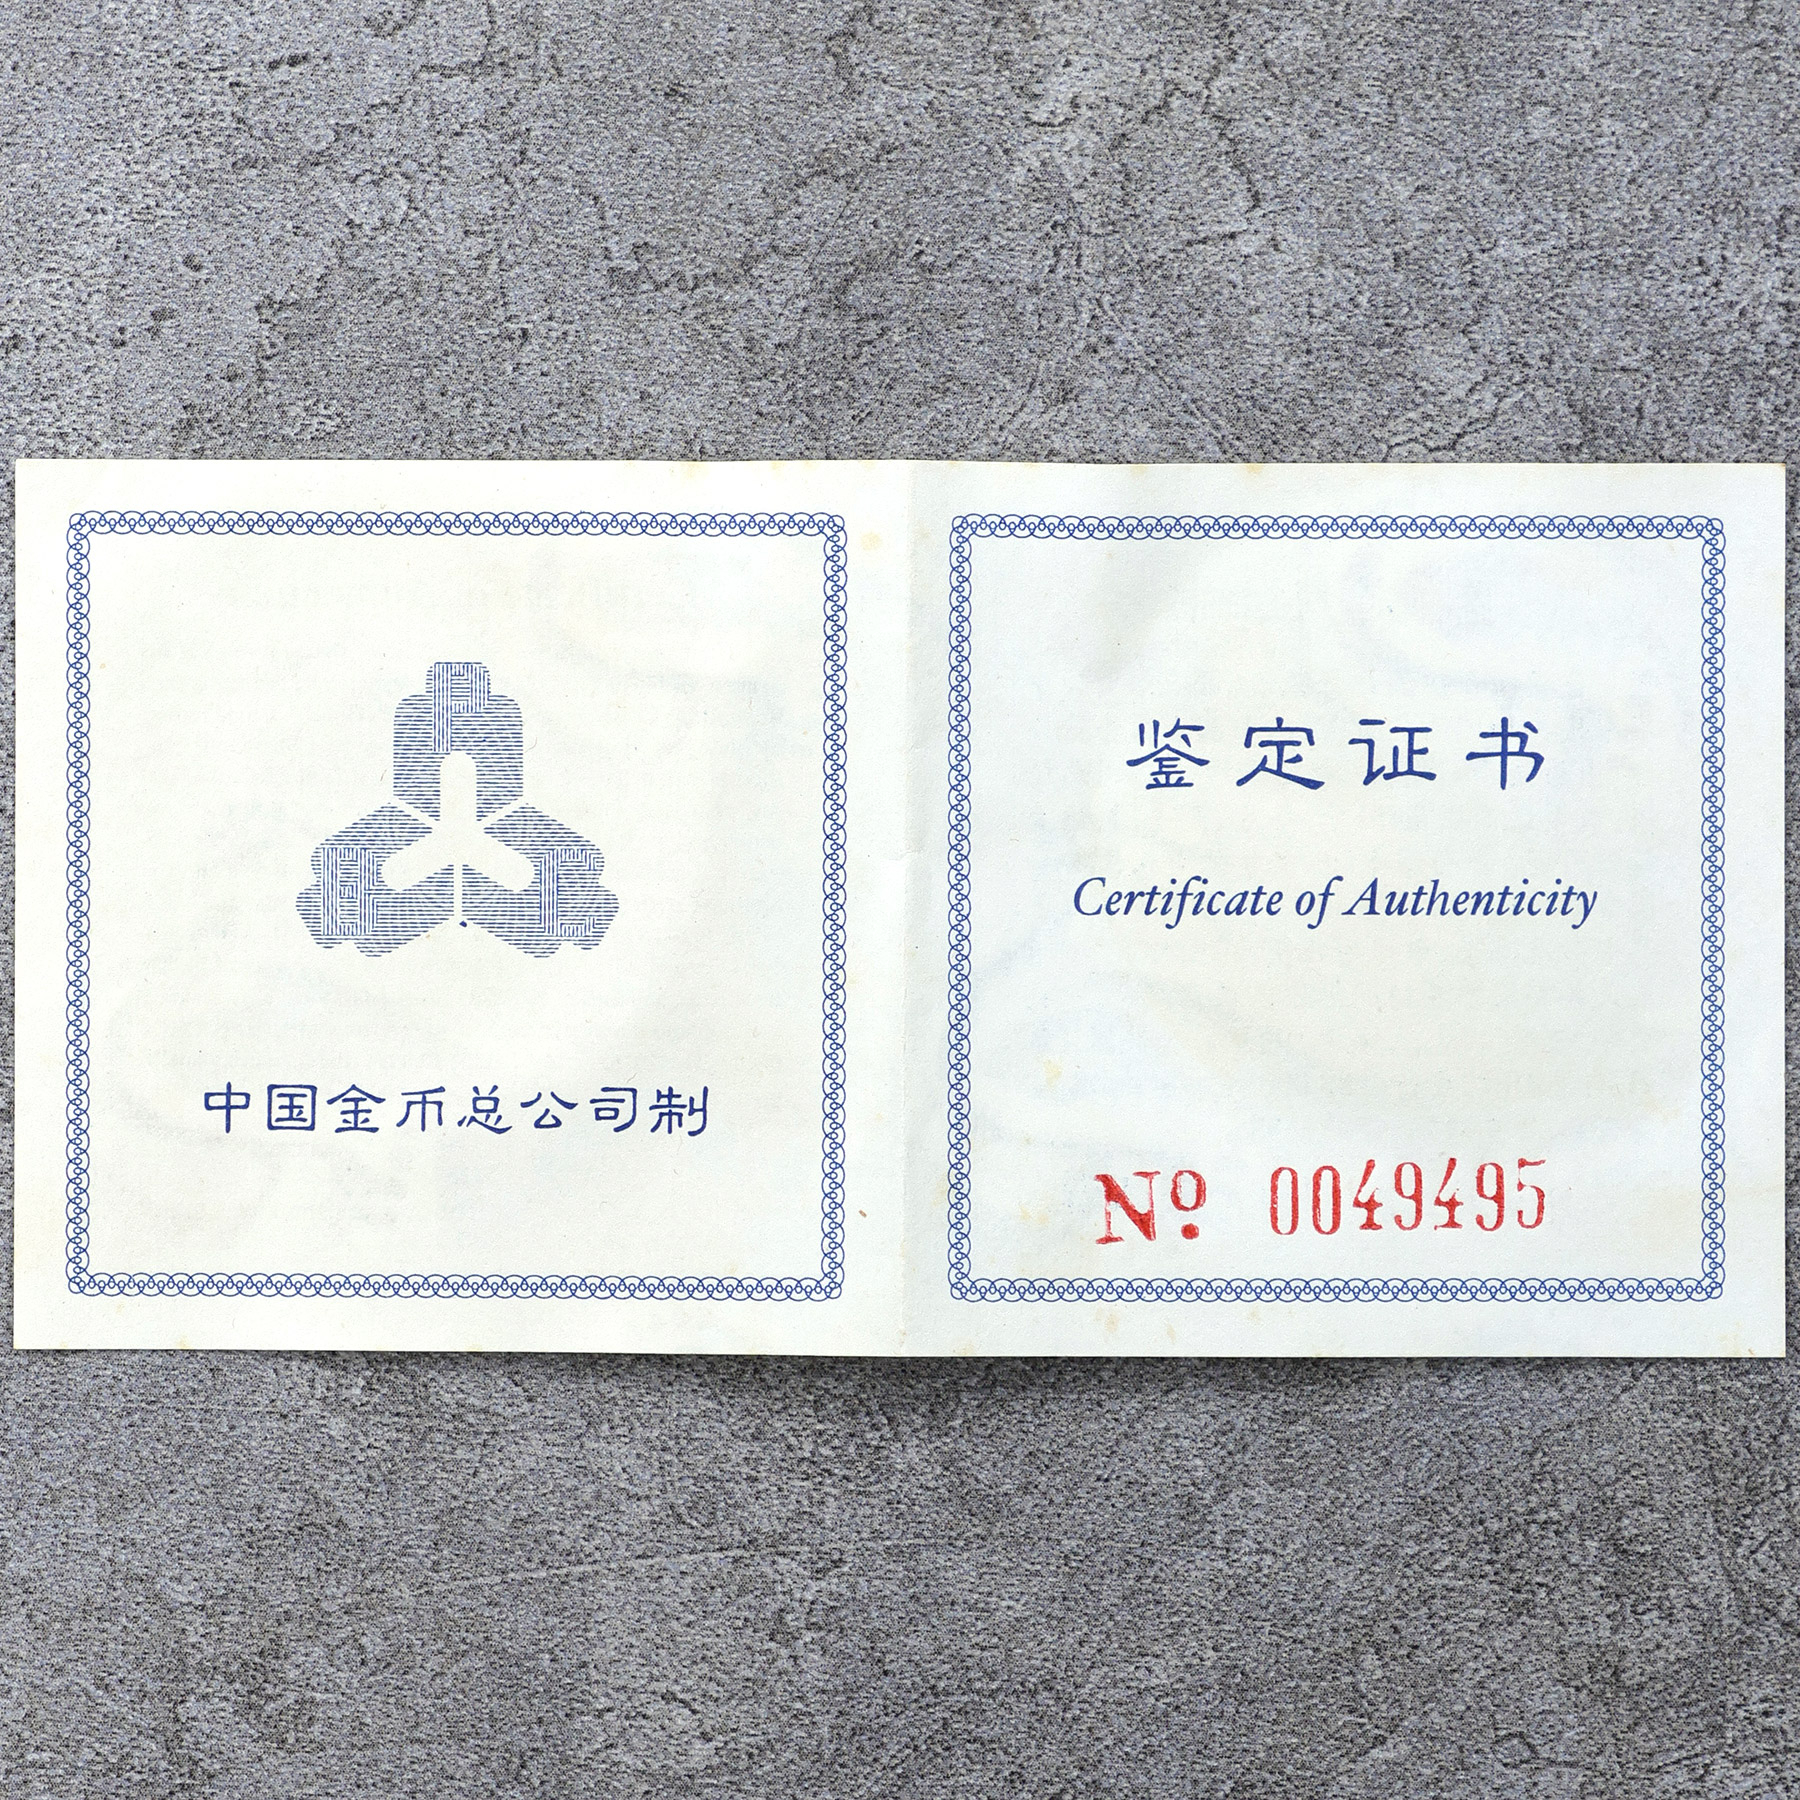 P
B C
中国金币总公司制
鉴定证书
Certificate of Authenticity
No 0049495